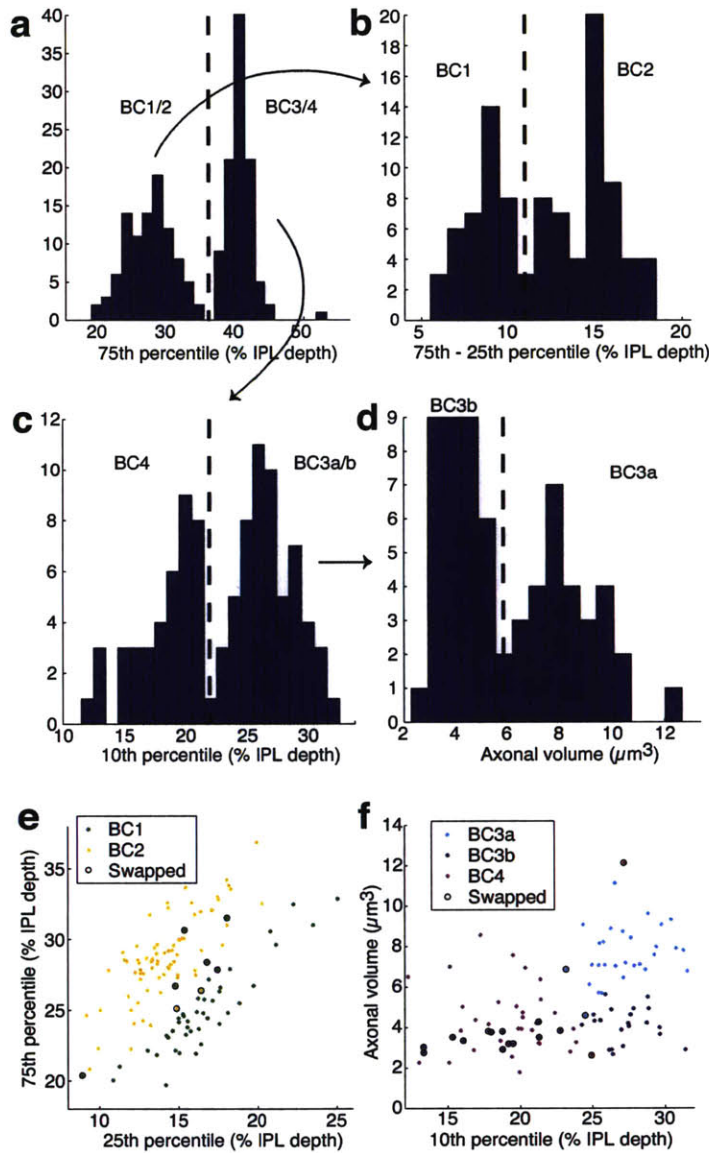 a
40
35
30
25
20
15
10
5
0
BC1/2
BC3/4
20
30
40
50
75th percentile (% IPL depth)
b
20
18
16
14
12
10
8
6
4
2
0
BC1
BC2
5
10
15
20
75th - 25th percentile (% IPL depth)
c
12
10
8
6
4
2
0
BC4
BC3a/b
10
15
20
25
30
10th percentile (% IPL depth)
d
9
8
7
6
5
4
3
2
1
0
BC3b
BC3a
2
4
6
8
10
12
Axonal volume (µm3)
e
BC1
BC2
Swapped
75th percentile (% IPL depth)
35
30
25
20
10
15
20
25
25th percentile (% IPL depth)
f
BC3a
BC3b
BC4
Swapped
Axonal volume (µm3)
14
12
10
8
6
4
2
0
15
20
25
30
10th percentile (% IPL depth)